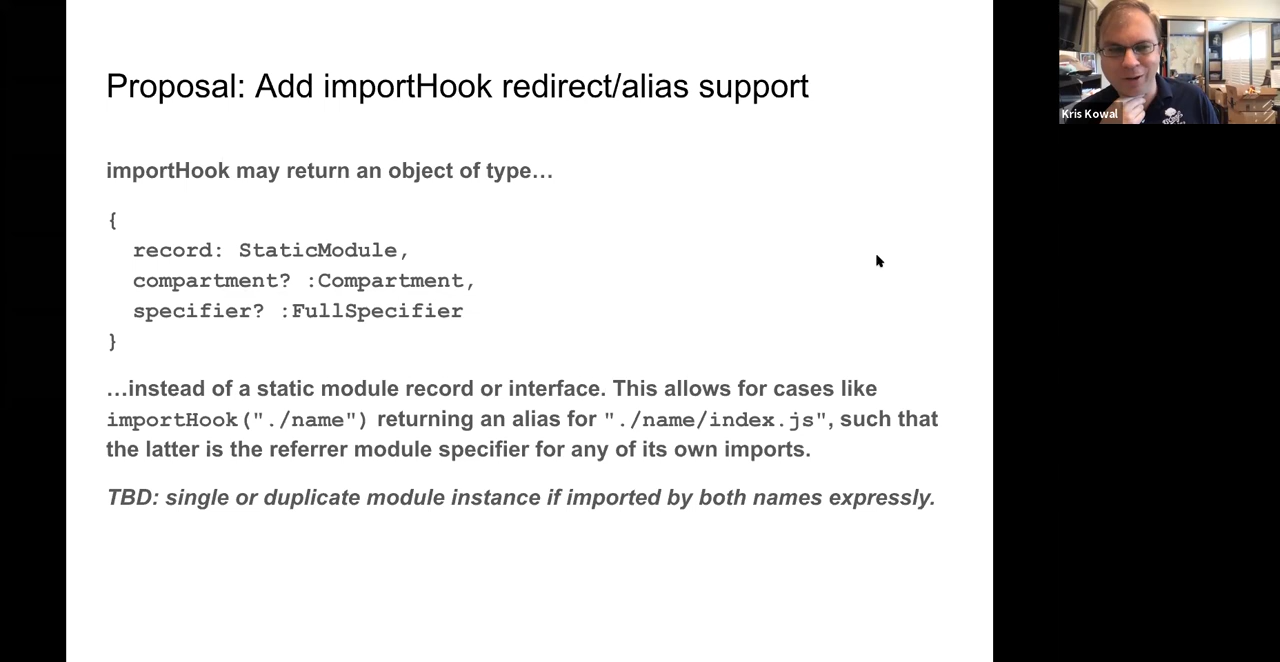 Proposal: Add importHook redirect/alias support
importHook may return an object of type…
{
record: StaticModule,
compartment? :Compartment,
specifier? :FullSpecifier
}
…instead of a static module record or interface. This allows for cases like
importHook("./name") returning an alias for "./name/index.js", such that
the latter is the referrer module specifier for any of its own imports.
TBD: single or duplicate module instance if imported by both names expressly.
Kris Kowal